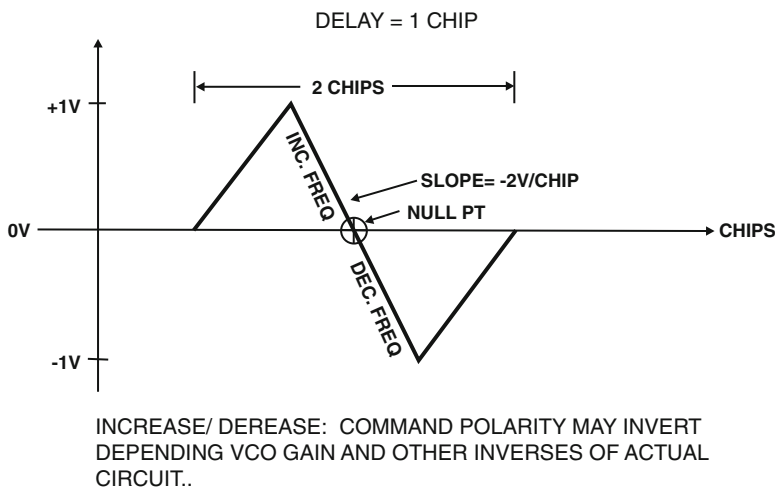 DELAY = 1 CHIP
2 CHIPS
+1V
INC. FREQ
SLOPE= -2V/CHIP
NULL PT
0V
CHIPS
DEC. FREQ
-1V
INCREASE/ DEREASE: COMMAND POLARITY MAY INVERT
DEPENDING VCO GAIN AND OTHER INVERSES OF ACTUAL
CIRCUIT..